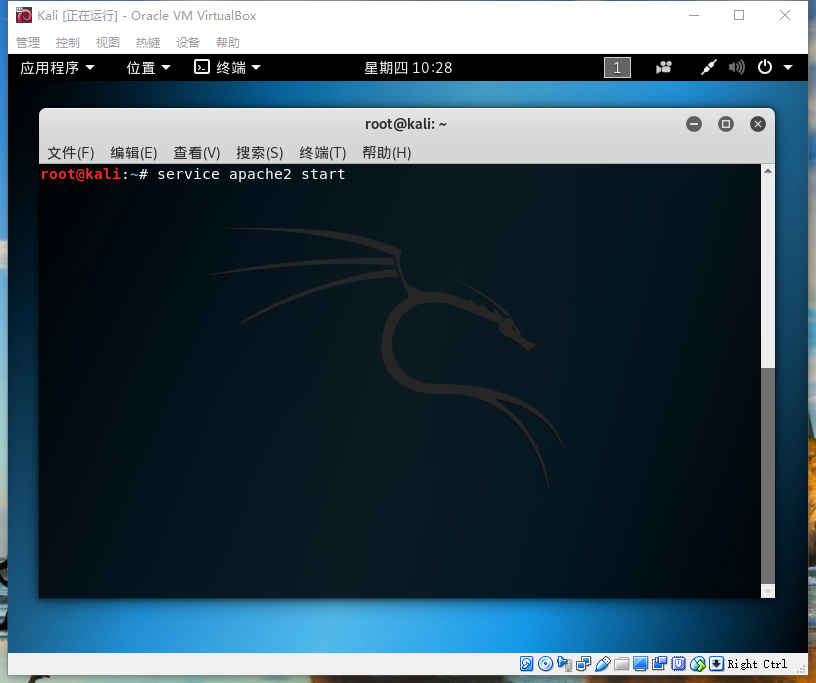 Kali [正在运行] - Oracle VM VirtualBox
管理 控制 视图 热键 设备 帮助
应用程序 位置 终端 星期四 10:28 1
root@kali: ~
文件(F) 编辑(E) 查看(V) 搜索(S) 终端(T) 帮助(H)
root@kali:~# service apache2 start
Right Ctrl